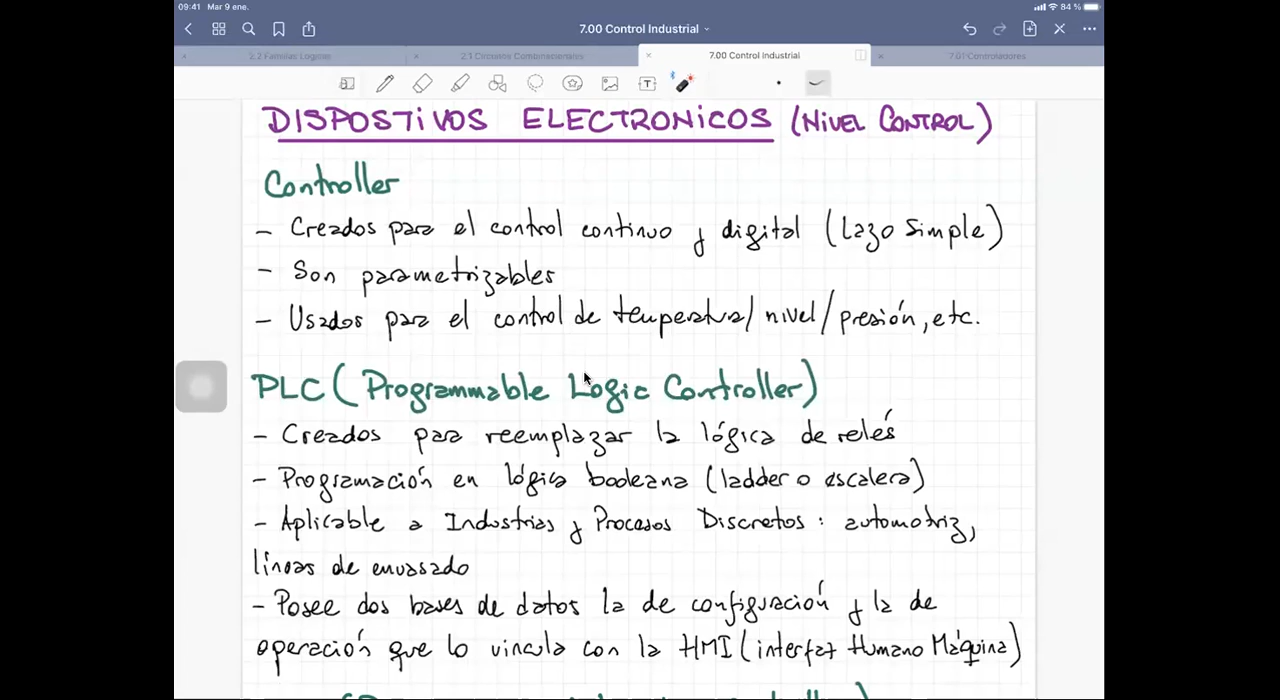 09:41 Mar 9 ene.
84 %
7.00 Control Industrial
2.2 Familias Logicas
2.1 Circuitos Combinacionales
7.00 Control Industrial
7.01 Controladores
DISPOSTIVOS ELECTRONICOS (NIVEL CONTROL)
Controller
- Creados para el control continuo y digital (Lazo Simple)
- Son parametrizables
- Usados para el control de temperatura/nivel/presión, etc.
PLC (Programmable Logic Controller)
- Creados para reemplazar la lógica de relés
- Programación en lógica booleana (ladder o escalera)
- Aplicable a Industrias y Procesos Discretos: automotriz,
líneas de envasado
- Posee dos bases de datos la de configuración y la de
operación que lo vincula con la HMI (interfaz Humano Máquina)